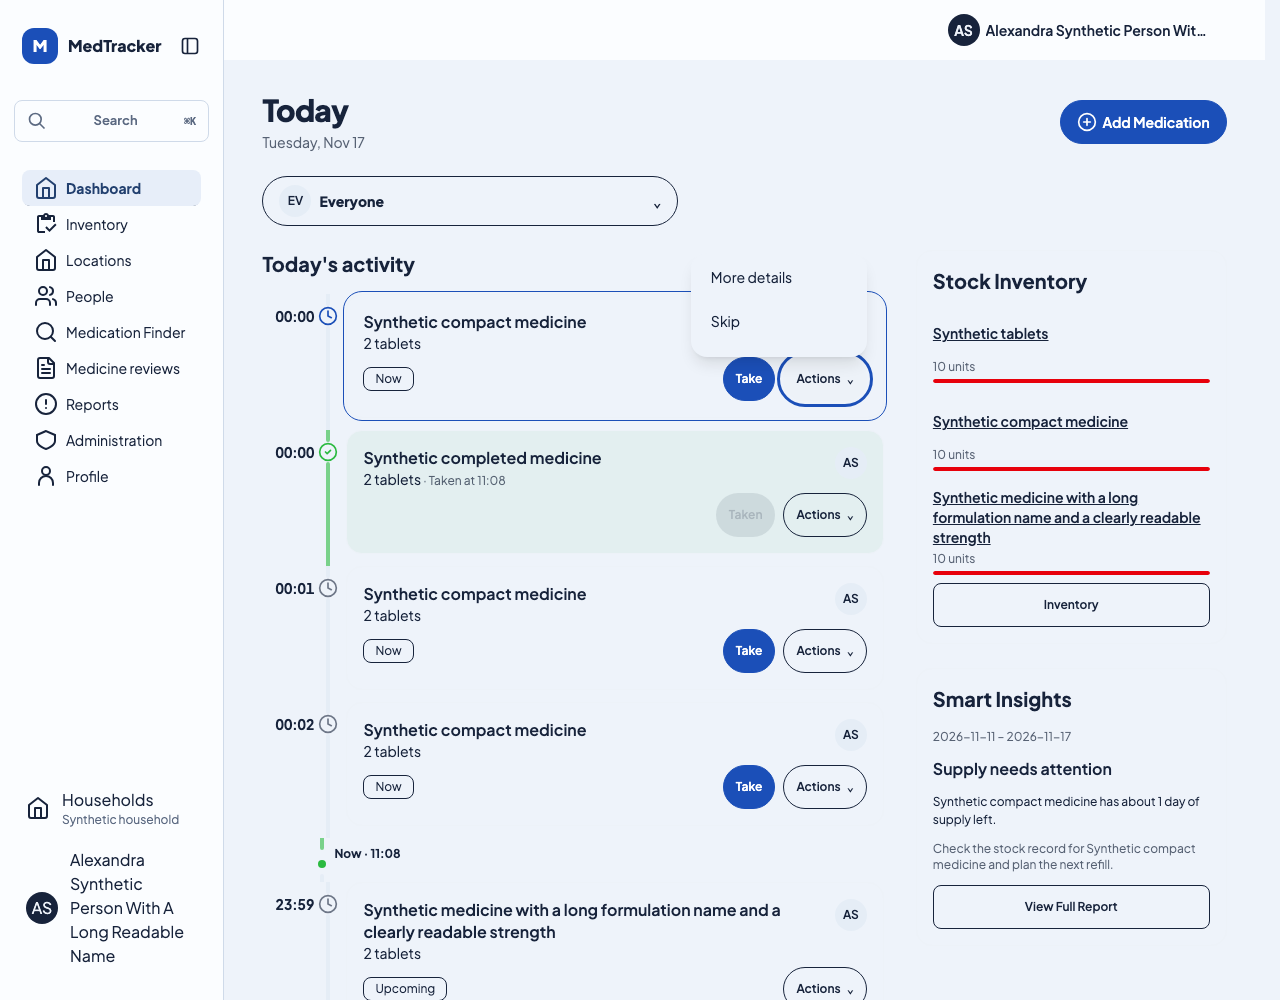 M MedTracker
Search ⌘K
Dashboard
Inventory
Locations
People
Medication Finder
Medicine reviews
Reports
Administration
Profile
Households
Synthetic household
AS
Alexandra
Synthetic
Person With A
Long Readable
Name
AS Alexandra Synthetic Person Wit...
Today
Tuesday, Nov 17
Add Medication
EV Everyone
Today's activity
More details
Skip
00:00
Synthetic compact medicine
2 tablets
Now
Take
Actions
00:00
Synthetic completed medicine
AS
2 tablets · Taken at 11:08
Taken
Actions
00:01
Synthetic compact medicine
AS
2 tablets
Now
Take
Actions
00:02
Synthetic compact medicine
AS
2 tablets
Now
Take
Actions
Now · 11:08
23:59
Synthetic medicine with a long formulation name and a
clearly readable strength
AS
2 tablets
Upcoming
Actions
Stock Inventory
Synthetic tablets
10 units
Synthetic compact medicine
10 units
Synthetic medicine with a long
formulation name and a clearly readable
strength
10 units
Inventory
Smart Insights
2026-11-11 – 2026-11-17
Supply needs attention
Synthetic compact medicine has about 1 day of
supply left.
Check the stock record for Synthetic compact
medicine and plan the next refill.
View Full Report